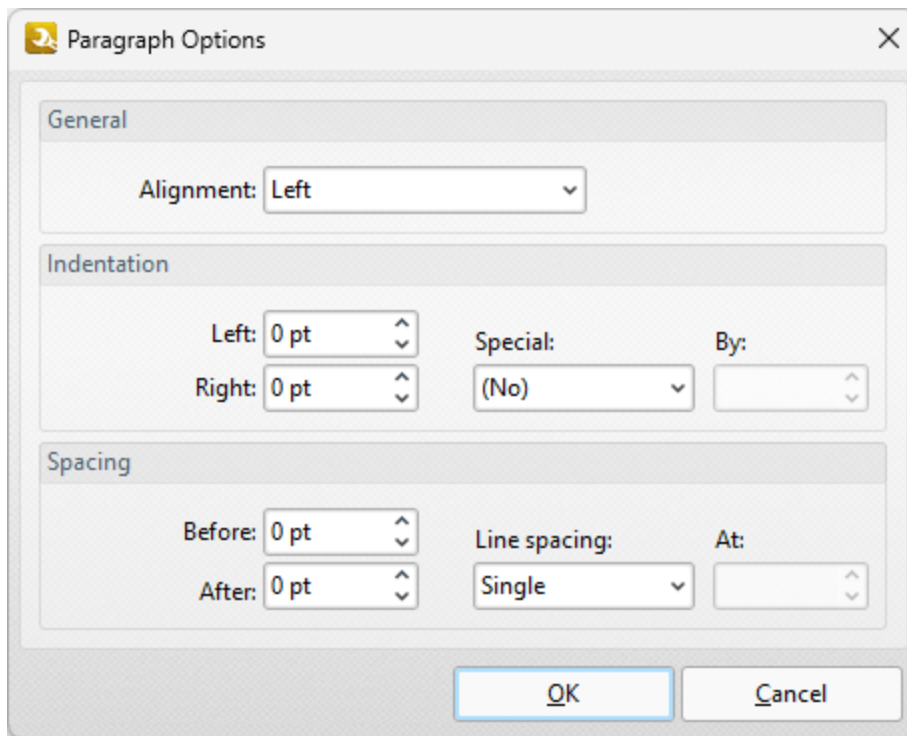 Paragraph Options
General
Alignment: Left
Indentation
Left: 0 pt
Special:
By:
Right: 0 pt
(No)
Spacing
Before: 0 pt
Line spacing:
At:
After: 0 pt
Single
OK
Cancel